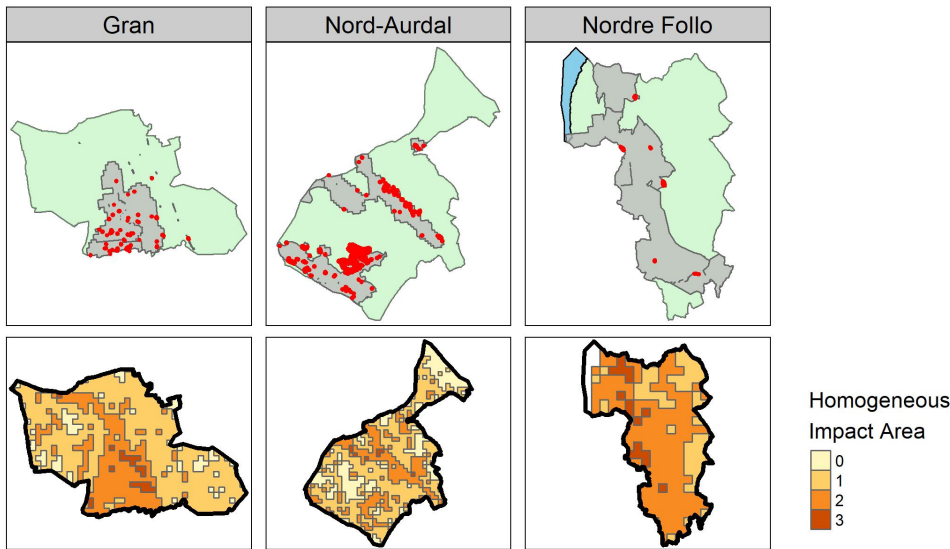 Gran
Nord-Aurdal
Nordre Follo
Homogeneous
Impact Area
0
1
2
3